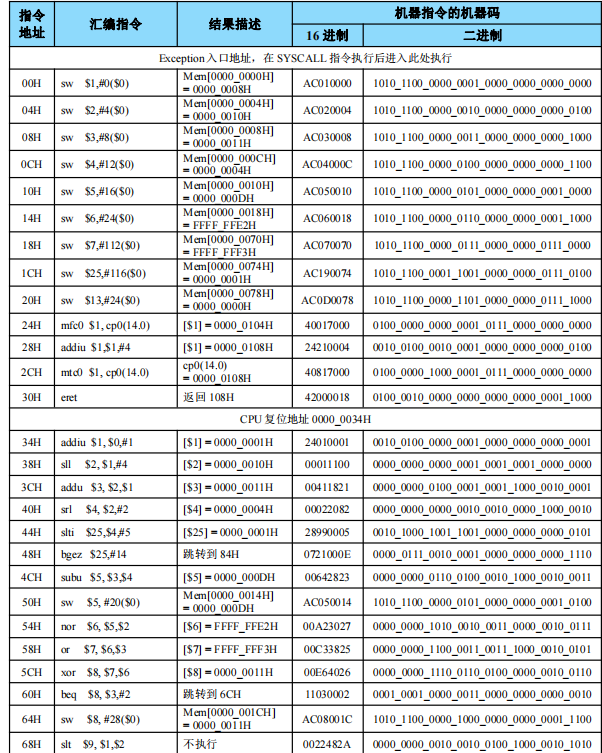 指令地址 汇编指令 结果描述 机器指令的机器码
16 进制 二进制
Exception 入口地址，在 SYSCALL 指令执行后进入此处执行
00H sw $1,#0($0) Mem[0000_0000H] = 0000_0008H AC010000 1010_1100_0000_0001_0000_0000_0000_0000
04H sw $2,#4($0) Mem[0000_0004H] = 0000_0010H AC020004 1010_1100_0000_0010_0000_0000_0000_0100
08H sw $3,#8($0) Mem[0000_0008H] = 0000_0011H AC030008 1010_1100_0000_0011_0000_0000_0000_1000
0CH sw $4,#12($0) Mem[0000_000CH] = 0000_0004H AC04000C 1010_1100_0000_0100_0000_0000_0000_1100
10H sw $5,#16($0) Mem[0000_0010H] = 0000_000DH AC050010 1010_1100_0000_0101_0000_0000_0001_0000
14H sw $6,#24($0) Mem[0000_0018H] = FFFF_FFE2H AC060018 1010_1100_0000_0110_0000_0000_0001_1000
18H sw $7,#112($0) Mem[0000_0070H] = FFFF_FFF3H AC070070 1010_1100_0000_0111_0000_0000_0111_0000
1CH sw $25,#116($0) Mem[0000_0074H] = 0000_0001H AC190074 1010_1100_0001_1001_0000_0000_0111_0100
20H sw $13,#24($0) Mem[0000_0078H] = 0000_0000H AC0D0078 1010_1100_0000_1101_0000_0000_0111_1000
24H mfc0 $1, cp0(14.0) [$1] = 0000_0104H 40017000 0100_0000_0000_0001_0111_0000_0000_0000
28H addiu $1,$1,#4 [$1] = 0000_0108H 24210004 0010_0100_0010_0001_0000_0000_0000_0100
2CH mtc0 $1, cp0(14.0) cp0(14.0) = 0000_0108H 40817000 0100_0000_1000_0001_0111_0000_0000_0000
30H eret 返回 108H 42000018 0100_0010_0000_0000_0000_0000_0001_1000
CPU 复位地址 0000_0034H
34H addiu $1, $0,#1 [$1] = 0000_0001H 24010001 0010_0100_0000_0001_0000_0000_0000_0001
38H sll $2, $1,#4 [$2] = 0000_0010H 00011100 0000_0000_0000_0001_0001_0001_0000_0000
3CH addu $3, $2,$1 [$3] = 0000_0011H 00411821 0000_0000_0100_0001_0001_1000_0010_0001
40H srl $4, $2,#2 [$4] = 0000_0004H 00022082 0000_0000_0000_0010_0010_0000_1000_0010
44H slti $25,$4,#5 [$25] = 0000_0001H 28990005 0010_1000_1001_1001_0000_0000_0000_0101
48H bgez $25,#14 跳转到 84H 0721000E 0000_0111_0010_0001_0000_0000_0000_1110
4CH subu $5, $3,$4 [$5] = 0000_000DH 00642823 0000_0000_0110_0100_0010_1000_0010_0011
50H sw $5, #20($0) Mem[0000_0014H] = 0000_000DH AC050014 1010_1100_0000_0101_0000_0000_0001_0100
54H nor $6, $5,$2 [$6] = FFFF_FFE2H 00A23027 0000_0000_1010_0010_0011_0000_0010_0111
58H or $7, $6,$3 [$7] = FFFF_FFF3H 00C33825 0000_0000_1100_0011_0011_1000_0010_0101
5CH xor $8, $7,$6 [$8] = 0000_0011H 00E64026 0000_0000_1110_0110_0100_0000_0010_0110
60H beq $8, $3,#2 跳转到 6CH 11030002 0001_0001_0000_0011_0000_0000_0000_0010
64H sw $8, #28($0) Mem[0000_001CH] = 0000_0011H AC08001C 1010_1100_0000_1000_0000_0000_0001_1100
68H slt $9, $1,$2 不执行 0022482A 0000_0000_0010_0010_0100_1000_0010_1010